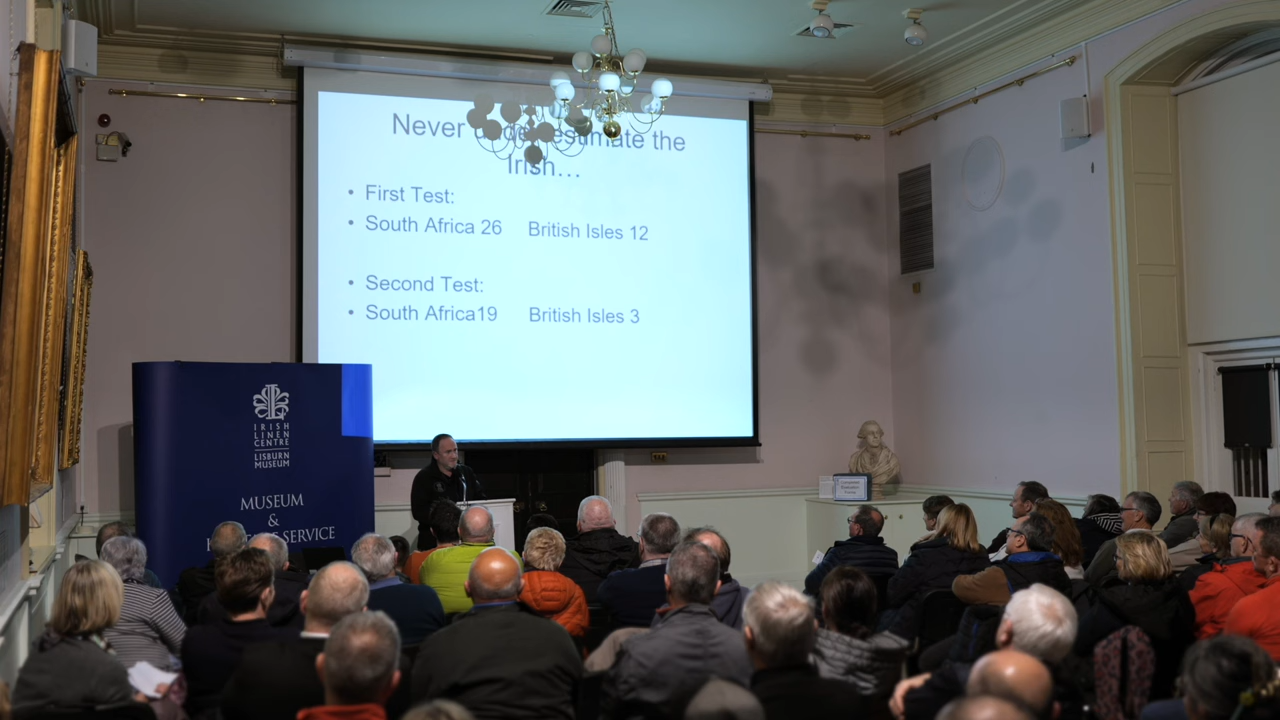 Never underestimate the
Irish…
• First Test:
• South Africa 26 British Isles 12
• Second Test:
• South Africa19 British Isles 3
IRISH
LINEN
CENTRE
LISBURN
MUSEUM
MUSEUM
&
SERVICE